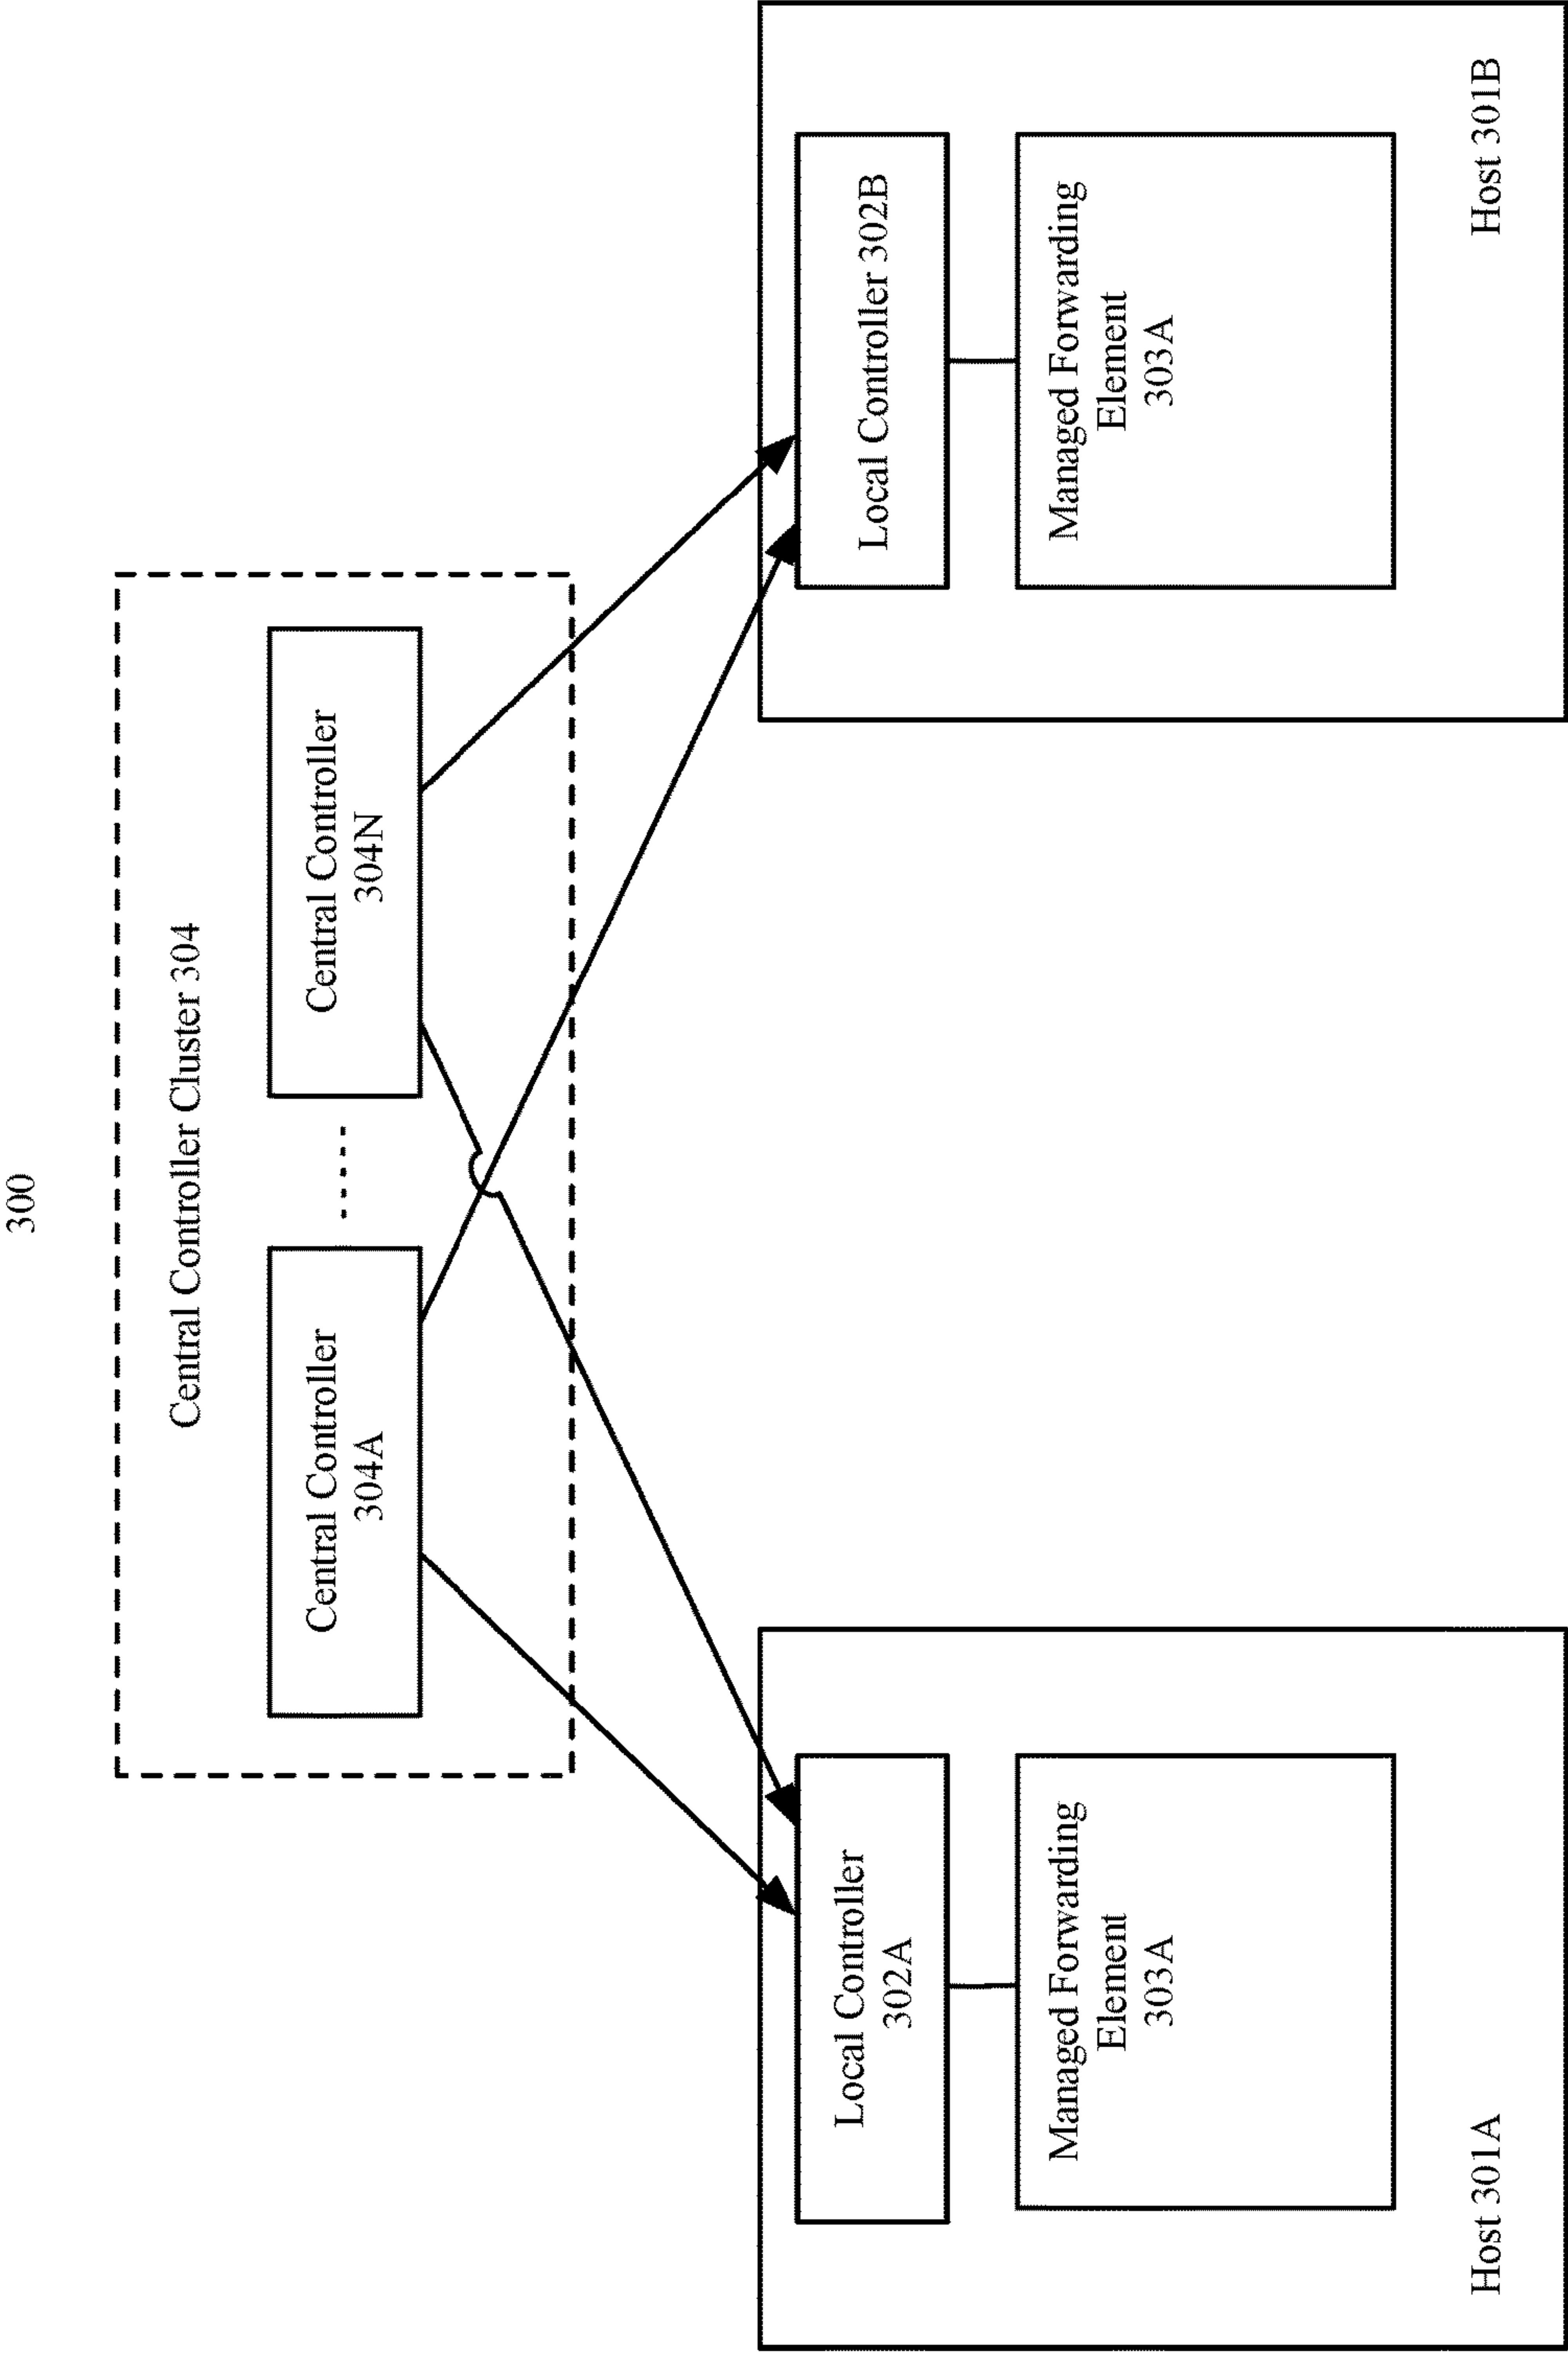 300
Central Controller Cluster 304
Central Controller
304A
Central Controller
304N
Local Controller
302A
Managed Forwarding
Element
303A
Host 301A
Local Controller 302B
Managed Forwarding
Element
303A
Host 301B